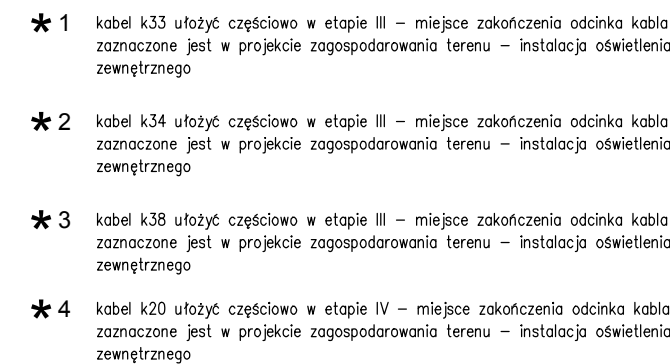 * 1 kabel k33 ułożyć częściowo w etapie III – miejsce zakończenia odcinka kabla
zaznaczone jest w projekcie zagospodarowania terenu – instalacja oświetlenia
zewnętrznego
* 2 kabel k34 ułożyć częściowo w etapie III – miejsce zakończenia odcinka kabla
zaznaczone jest w projekcie zagospodarowania terenu – instalacja oświetlenia
zewnętrznego
* 3 kabel k38 ułożyć częściowo w etapie III – miejsce zakończenia odcinka kabla
zaznaczone jest w projekcie zagospodarowania terenu – instalacja oświetlenia
zewnętrznego
* 4 kabel k20 ułożyć częściowo w etapie IV – miejsce zakończenia odcinka kabla
zaznaczone jest w projekcie zagospodarowania terenu – instalacja oświetlenia
zewnętrznego